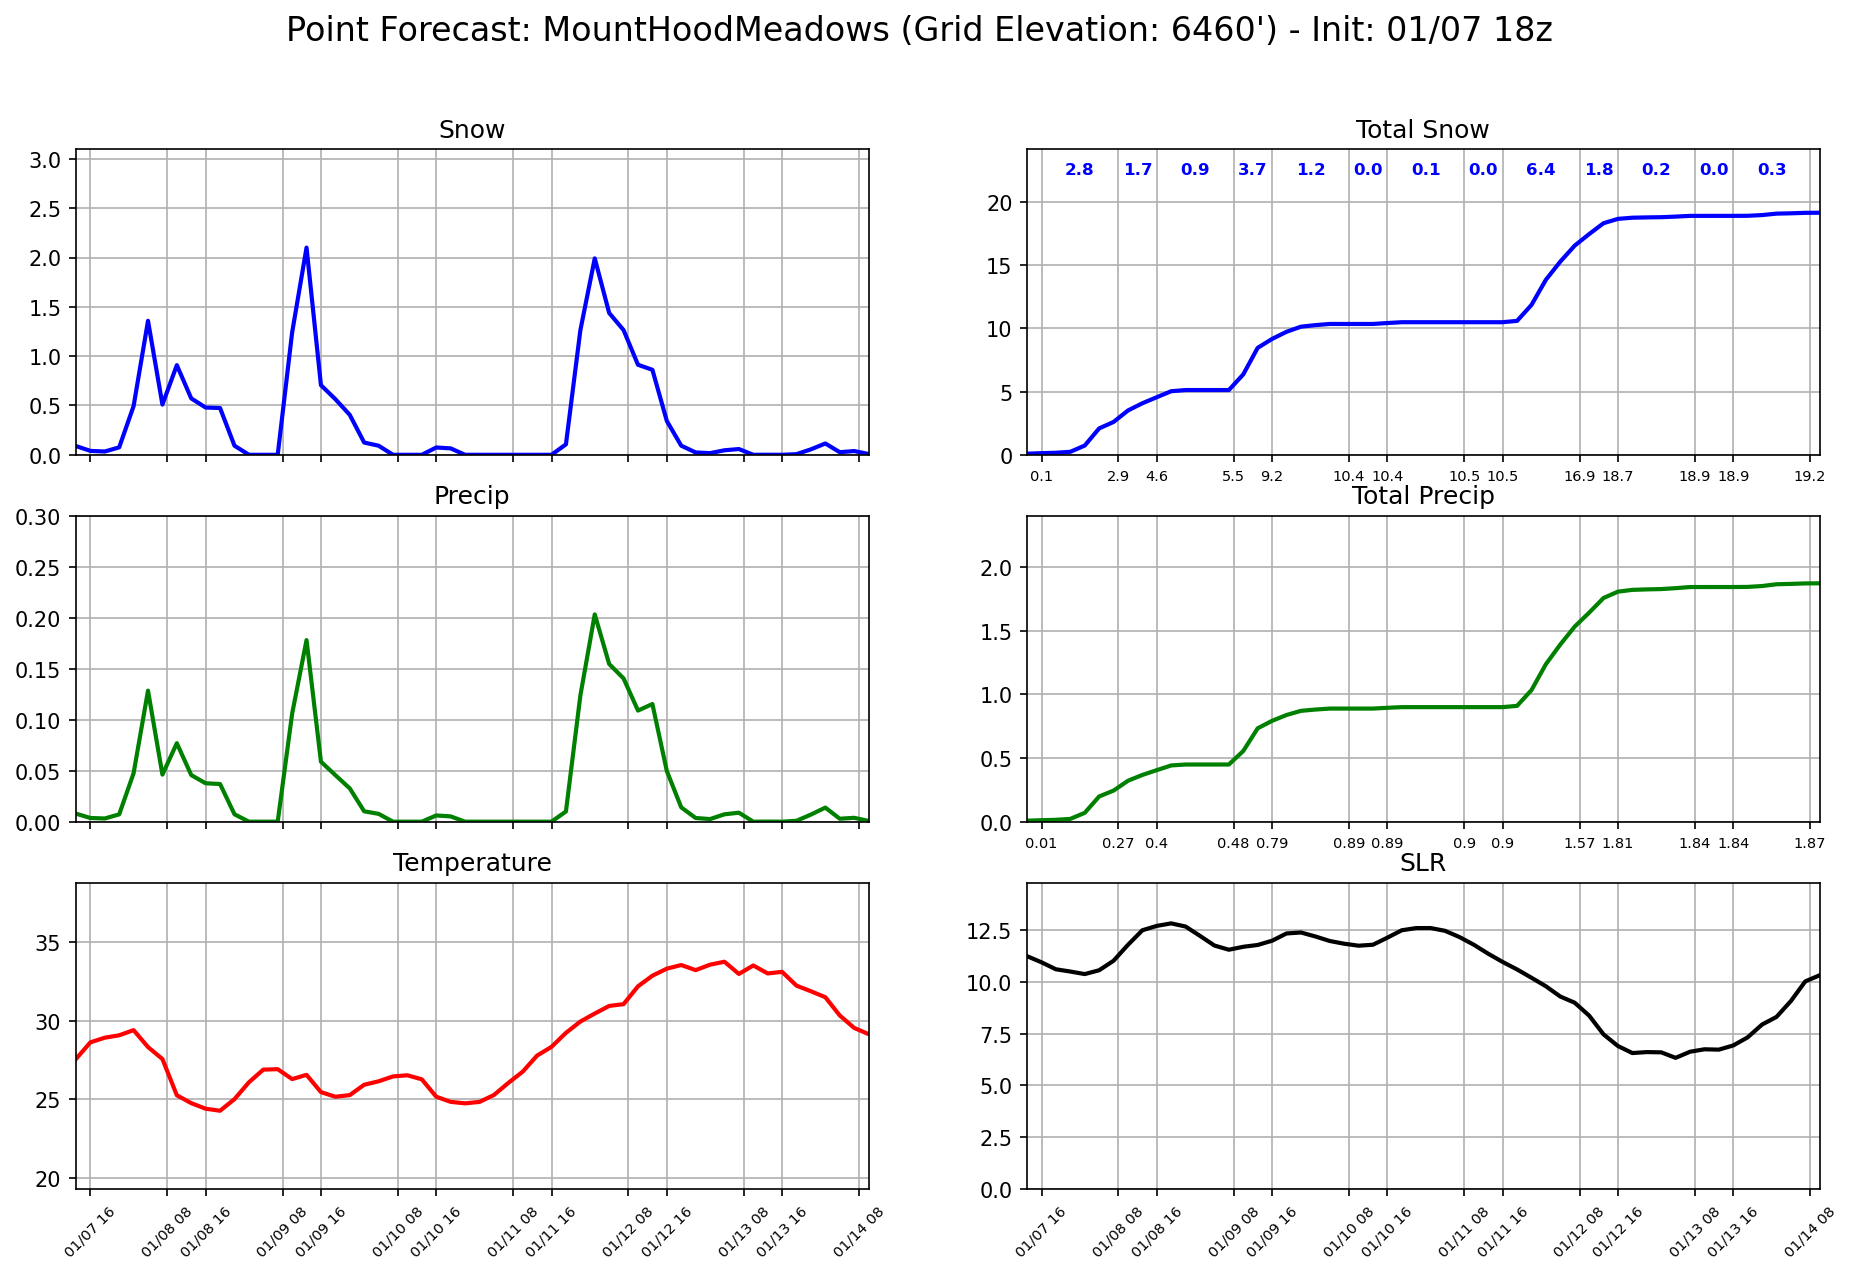 Point Forecast: MountHoodMeadows (Grid Elevation: 6460') - Init: 01/07 18z
Snow
3.0
2.5
2.0
1.5
1.0
0.5
0.0
Total Snow
2.8 1.7 0.9 3.7 1.2 0.0 0.1 0.0 6.4 1.8 0.2 0.0 0.3
20
15
10
5
0
0.1 2.9 4.6 5.5 9.2 10.4 10.4 10.5 10.5 16.9 18.7 18.9 18.9 19.2
Precip
0.30
0.25
0.20
0.15
0.10
0.05
0.00
Total Precip
2.0
1.5
1.0
0.5
0.0
0.01 0.27 0.4 0.48 0.79 0.89 0.89 0.9 0.9 1.57 1.81 1.84 1.84 1.87
Temperature
35
30
25
20
01/07 16 01/08 08 01/08 16 01/09 08 01/09 16 01/10 08 01/10 16 01/11 08 01/11 16 01/12 08 01/12 16 01/13 08 01/13 16 01/14 08
SLR
12.5
10.0
7.5
5.0
2.5
0.0
01/07 16 01/08 08 01/08 16 01/09 08 01/09 16 01/10 08 01/10 16 01/11 08 01/11 16 01/12 08 01/12 16 01/13 08 01/13 16 01/14 08